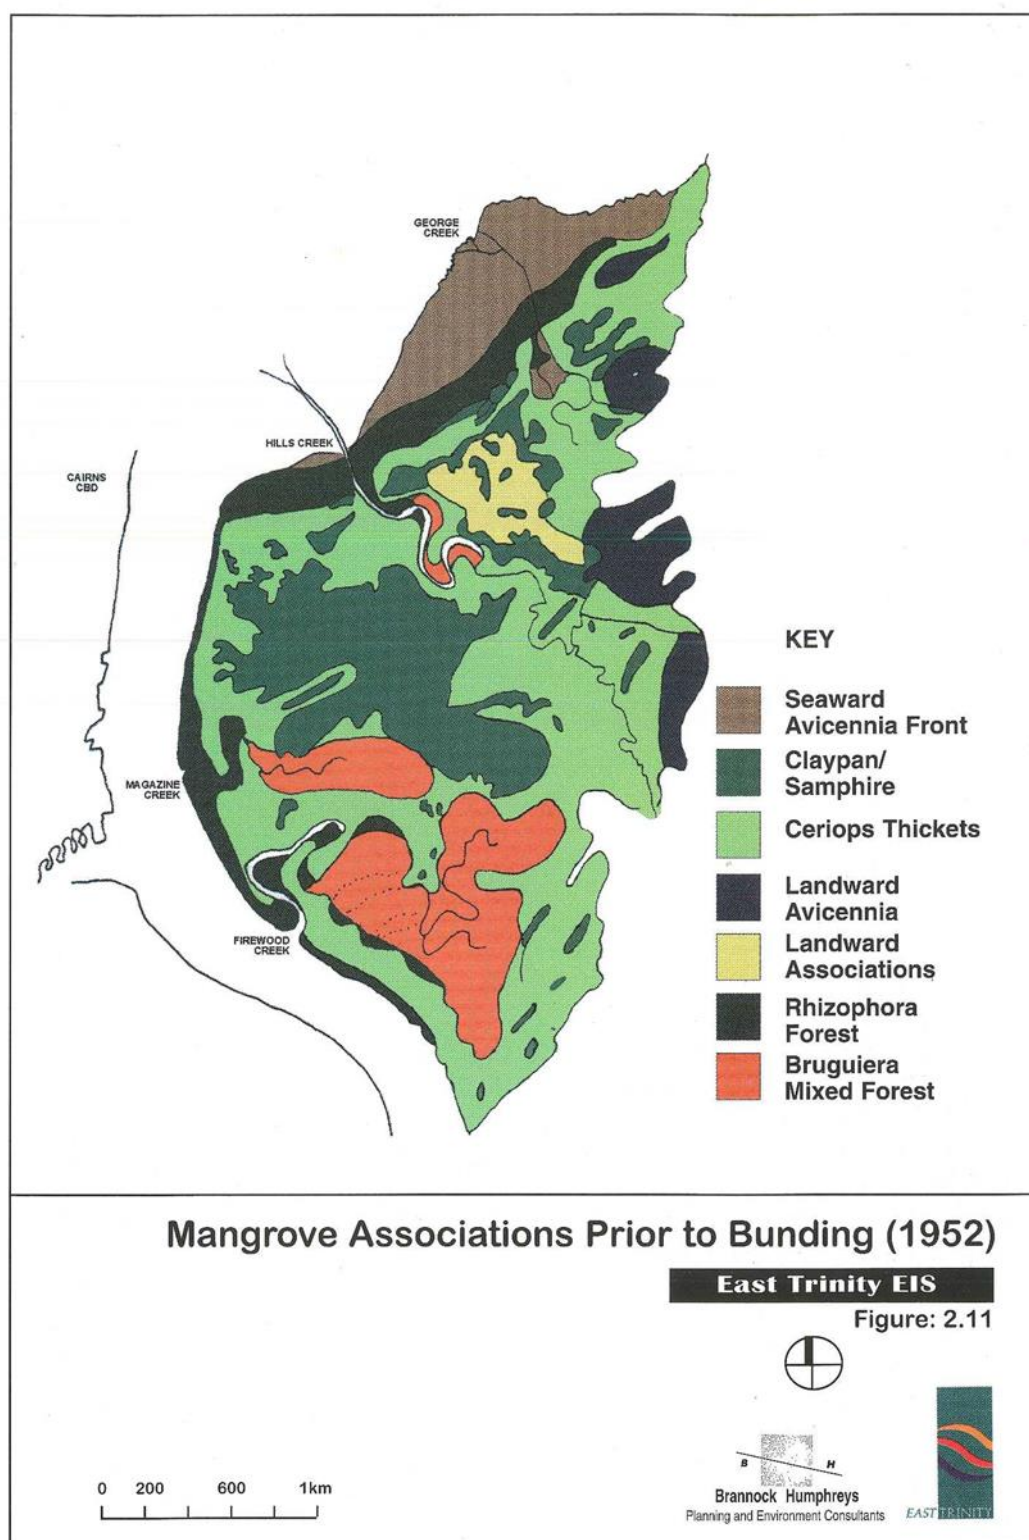 GEORGE
CREEK
HILLS CREEK
CAIRNS
CBD
MAGAZINE
CREEK
FIREWOOD
CREEK
KEY
Seaward
Avicennia Front
Claypan/
Samphire
Ceriops Thickets
Landward
Avicennia
Landward
Associations
Rhizophora
Forest
Bruguiera
Mixed Forest
Mangrove Associations Prior to Bunding (1952)
East Trinity EIS
Figure: 2.11
0 200 600 1km
B H
Brannock Humphreys
Planning and Environment Consultants
EAST TRINITY